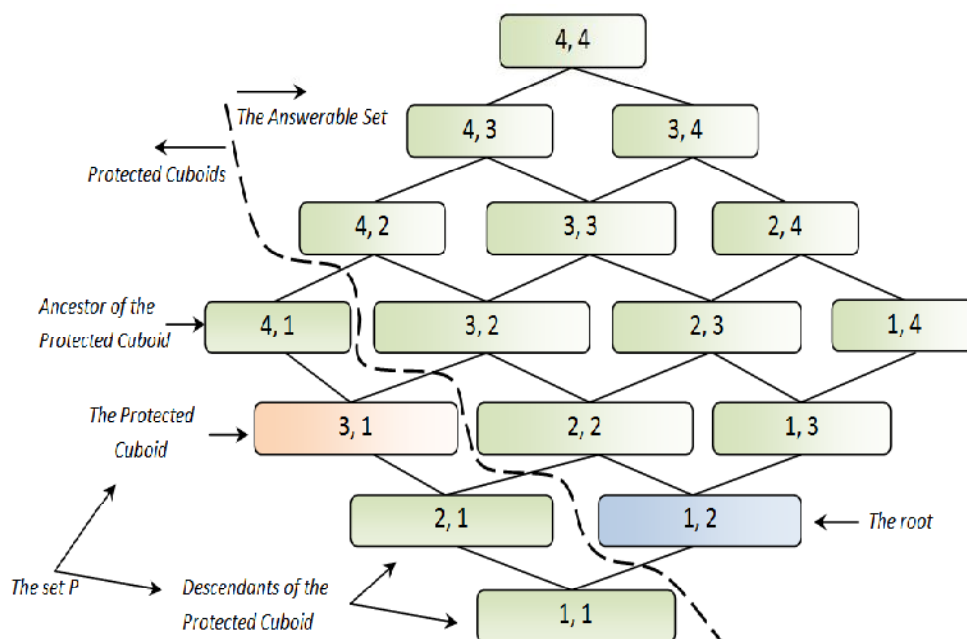 4, 4
The Answerable Set
4, 3
3, 4
Protected Cuboids
4, 2
3, 3
2, 4
Ancestor of the
Protected Cuboid
4, 1
3, 2
2, 3
1, 4
The Protected
Cuboid
3, 1
2, 2
1, 3
2, 1
1, 2
The root
The set P
Descendants of the
Protected Cuboid
1, 1